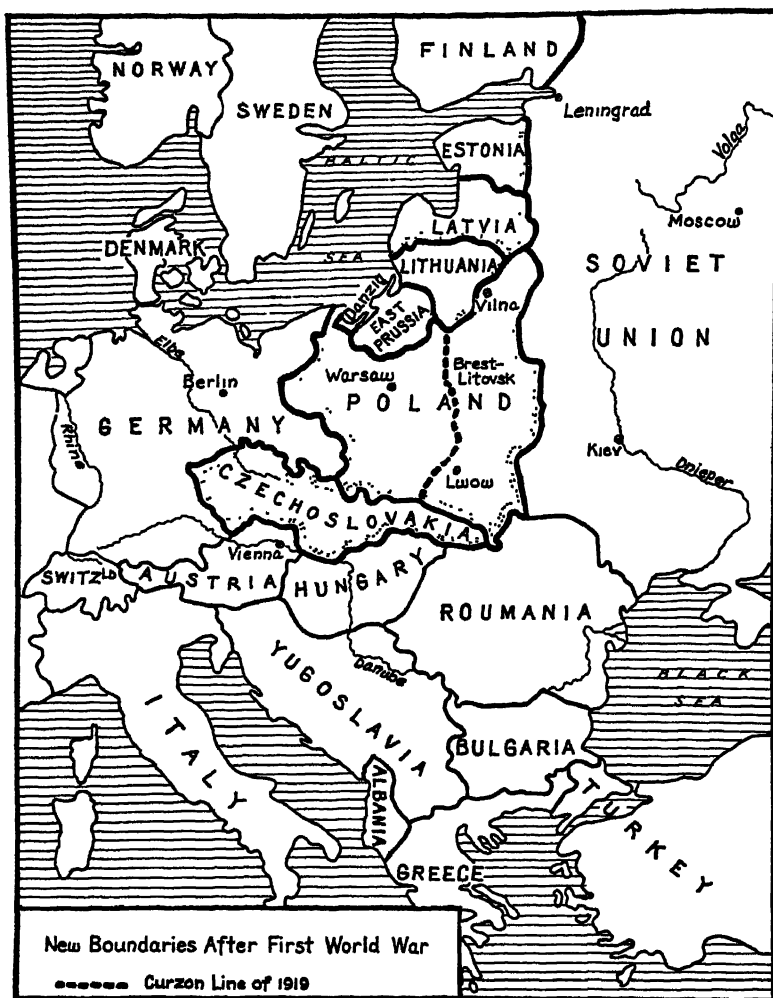 FINLAND
NORWAY
SWEDEN
Leningrad
ESTONIA
Volga
BALTIC
SEA
Moscow
LATVIA
DENMARK
LITHUANIA
SOVIET
UNION
Danzig
EAST
PRUSSIA
Vilna
Elbe
Berlin
Warsaw
Brest-
Litovsk
POLAND
GERMANY
Rhine
Kiev
Dnieper
Lwow
CZECHOSLOVAKIA
Vienna
SWITZLD
AUSTRIA
HUNGARY
ROUMANIA
YUGOSLAVIA
Danube
BLACK
SEA
ITALY
BULGARIA
ALBANIA
TURKEY
GREECE
New Boundaries After First World War
Curzon Line of 1919